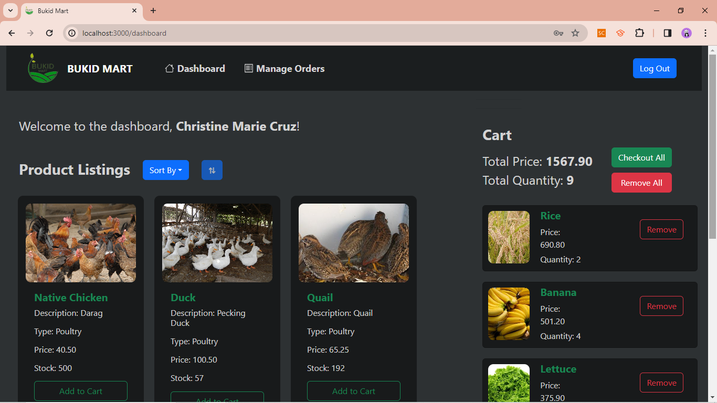 Bukid Mart
localhost:3000/dashboard
BUKID
BUKID MART
Dashboard
Manage Orders
Log Out
Welcome to the dashboard, Christine Marie Cruz!
Product Listings
Sort By
Native Chicken
Description: Darag
Type: Poultry
Price: 40.50
Stock: 500
Add to Cart
Duck
Description: Pecking
Duck
Type: Poultry
Price: 100.50
Stock: 57
Add to Cart
Quail
Description: Quail
Type: Poultry
Price: 65.25
Stock: 192
Add to Cart
Cart
Total Price: 1567.90
Total Quantity: 9
Checkout All
Remove All
Rice
Price:
690.80
Quantity: 2
Remove
Banana
Price:
501.20
Quantity: 4
Remove
Lettuce
Price:
375.90
Remove